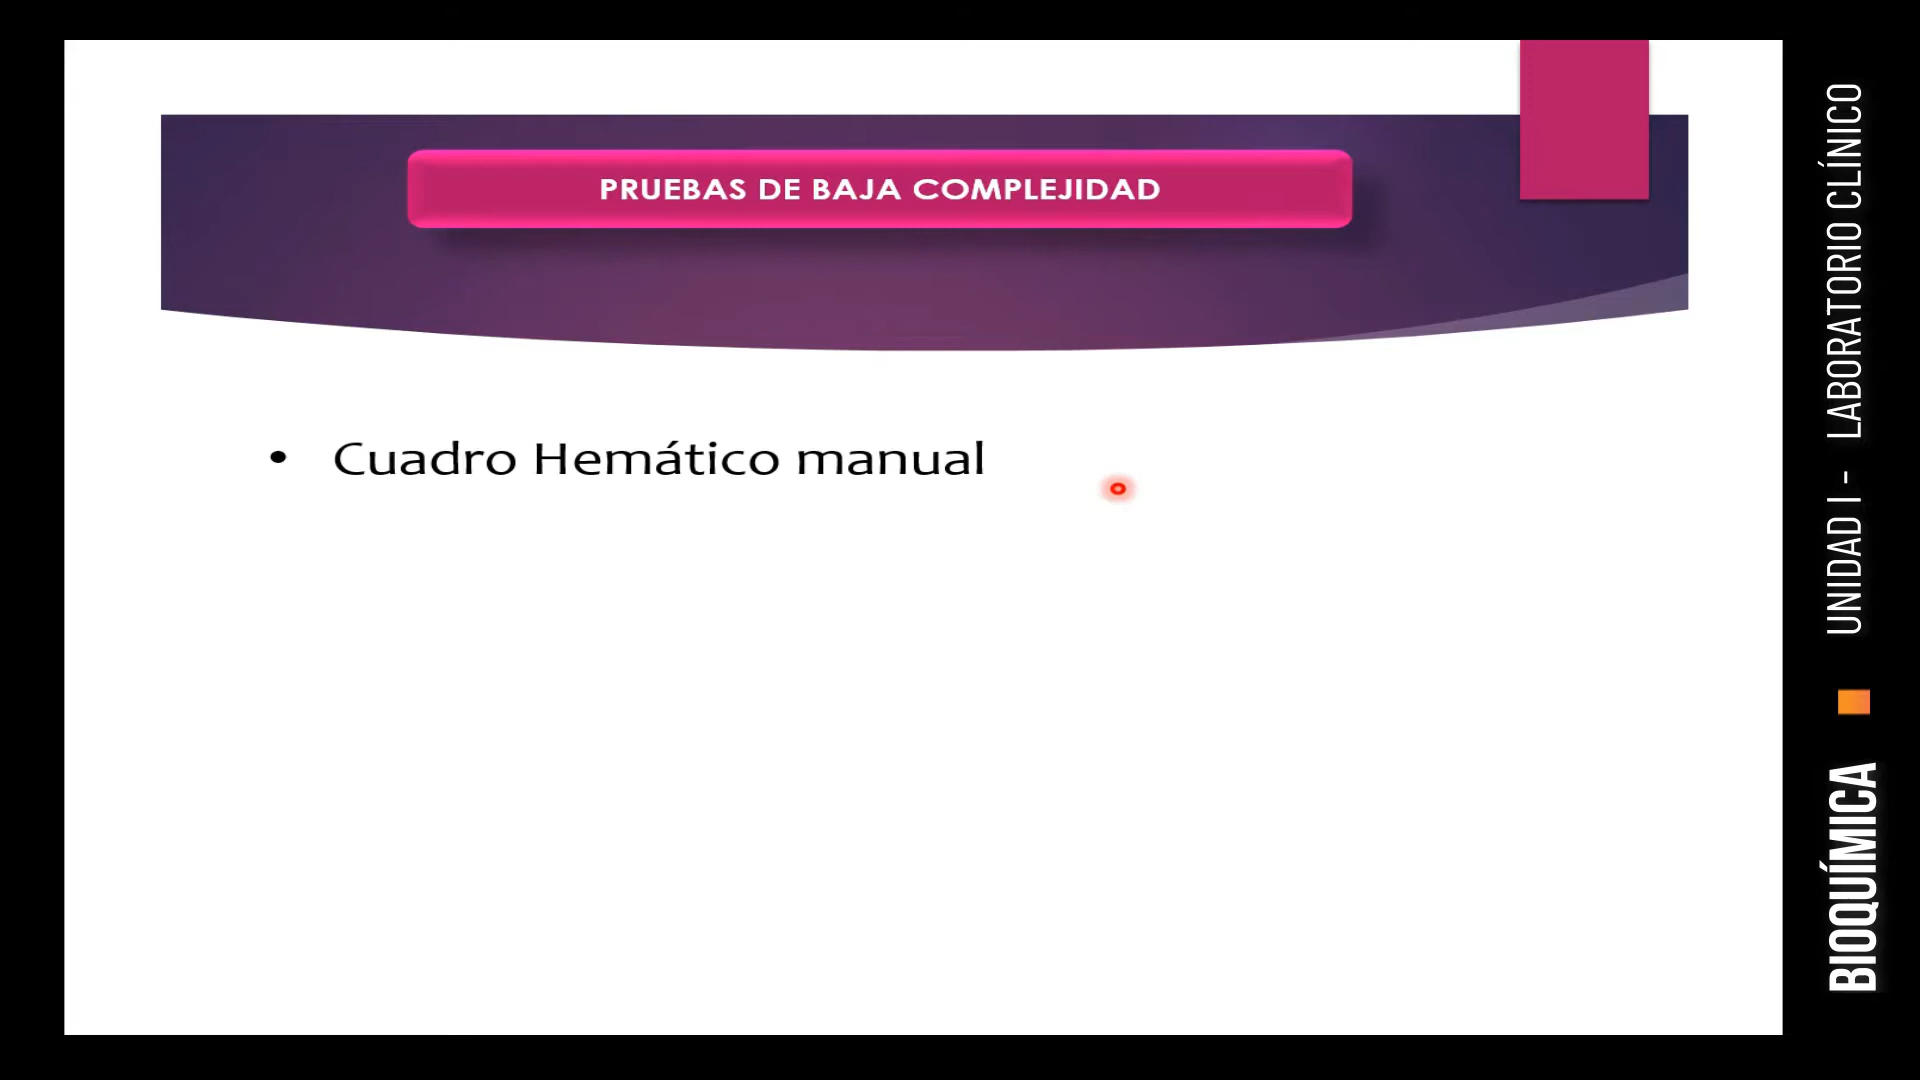 PRUEBAS DE BAJA COMPLEJIDAD
• Cuadro Hemático manual
BIOQUÍMICA
UNIDAD I - LABORATORIO CLÍNICO